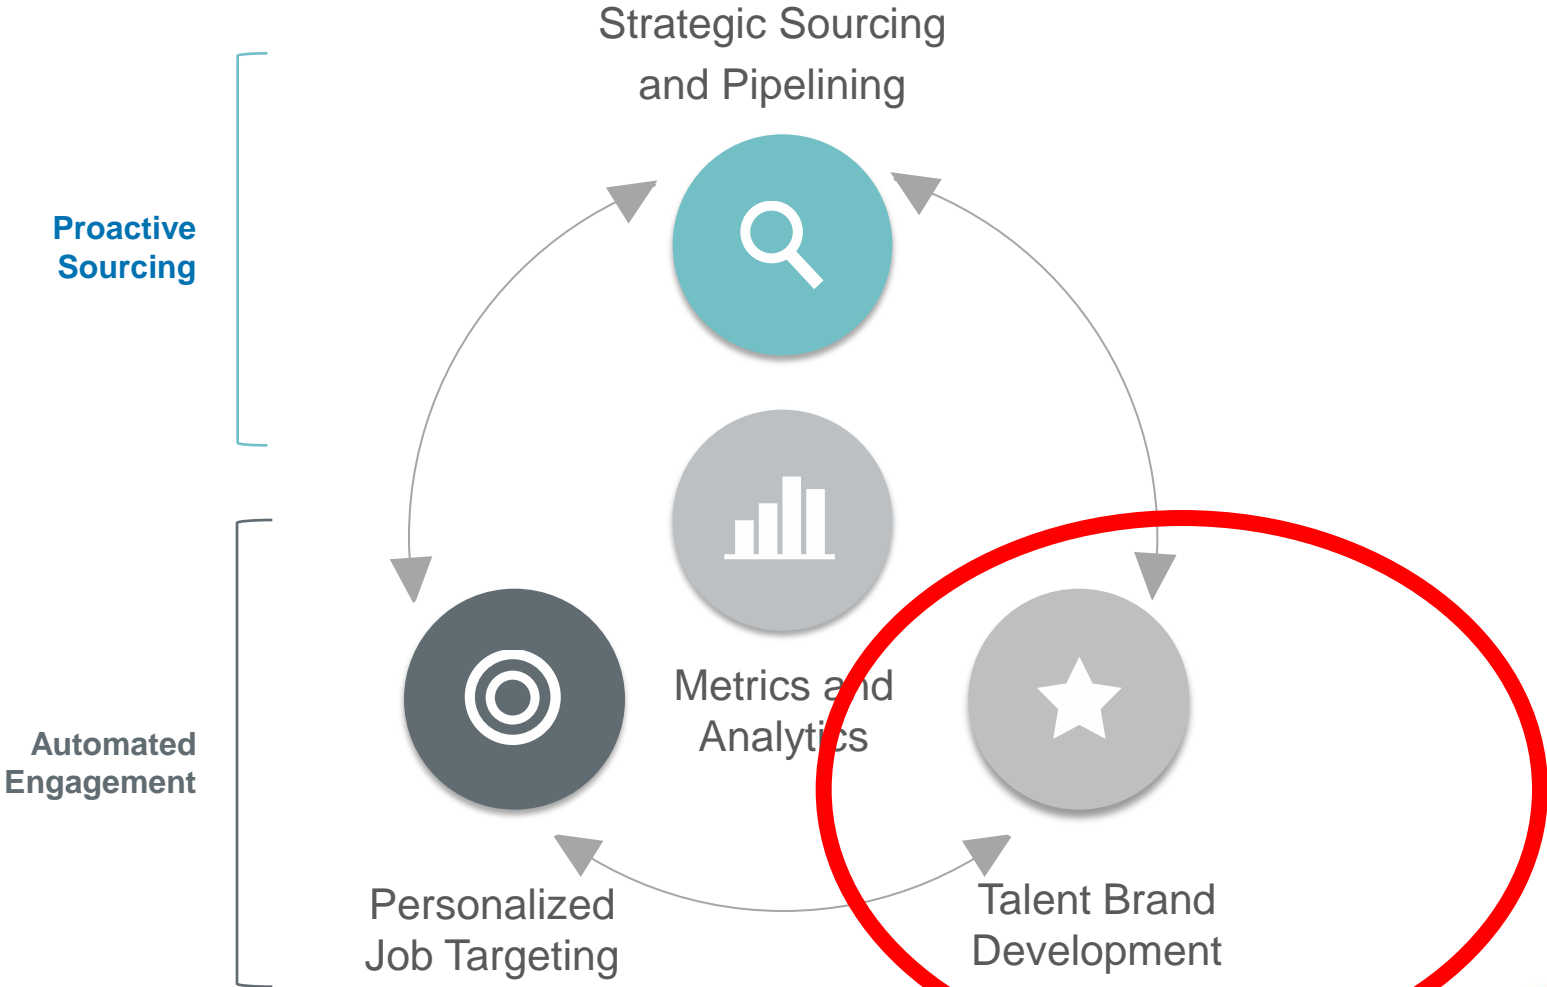 Strategic Sourcing
and Pipelining
Proactive
Sourcing
Metrics and
Analytics
Automated
Engagement
Personalized
Job Targeting
Talent Brand
Development